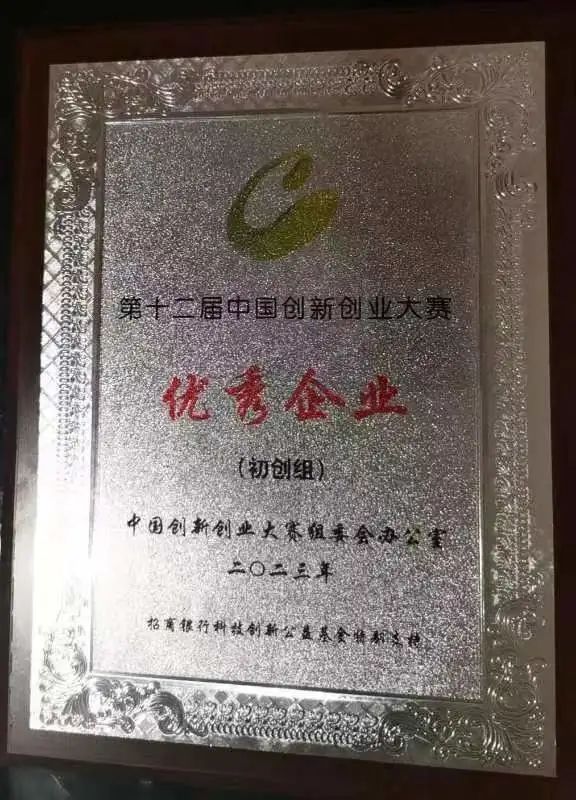 第十二届中国创新创业大赛
优秀企业
（初创组）
中国创新创业大赛组委会办公室
二〇二三年
招商银行科技创新公益基金特别支持